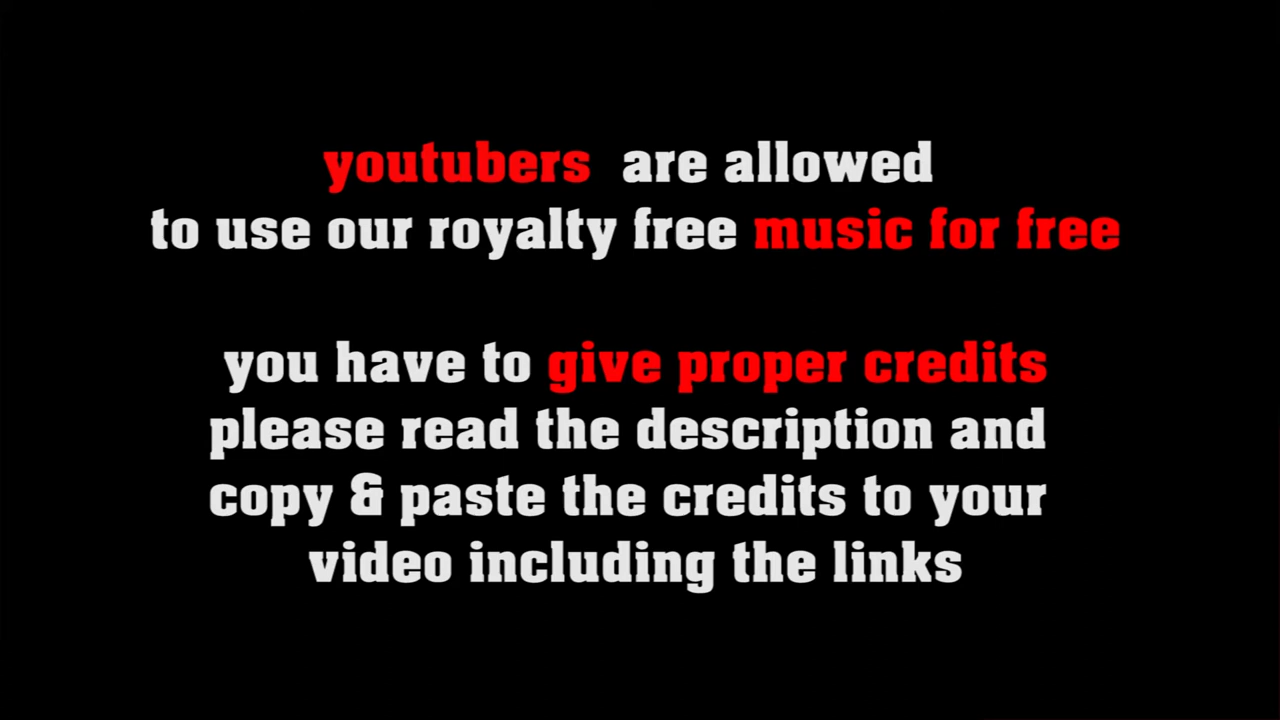 youtubers are allowed
to use our royalty free music for free
you have to give proper credits
please read the description and
copy & paste the credits to your
video including the links